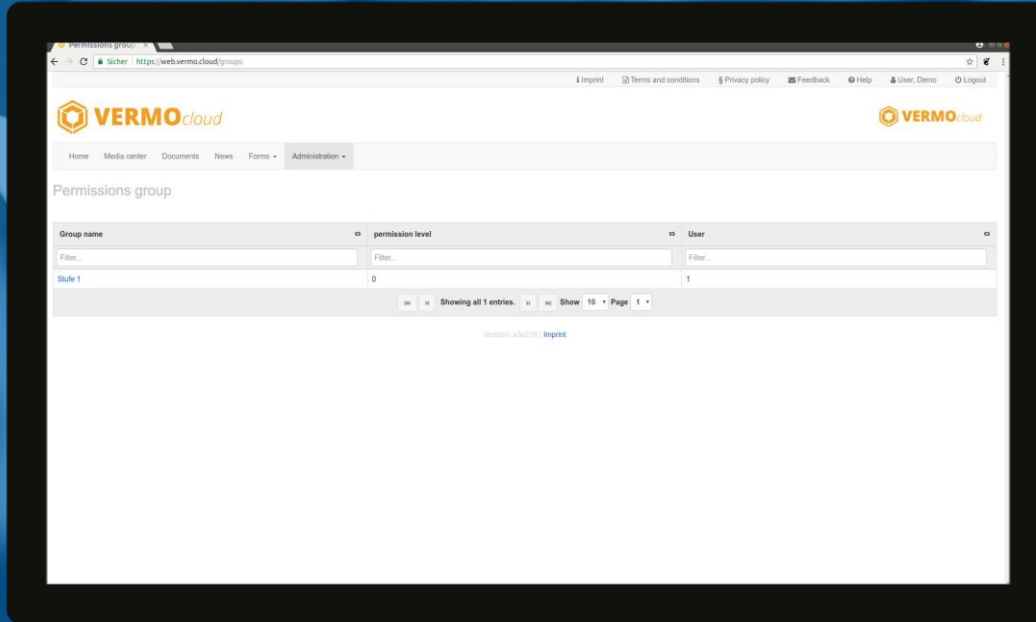 Permissions group
Sicher https://web.vermo.cloud/groups
Imprint Terms and conditions § Privacy policy Feedback Help User, Demo Logout
VERMOcloud VERMOcloud
Home Media center Documents News Forms Administration
Permissions group
Group name permission level User
Filter... Filter... Filter...
Stufe 1 0 1
Showing all 1 entries. Show 10 Page 1
revision: | Imprint